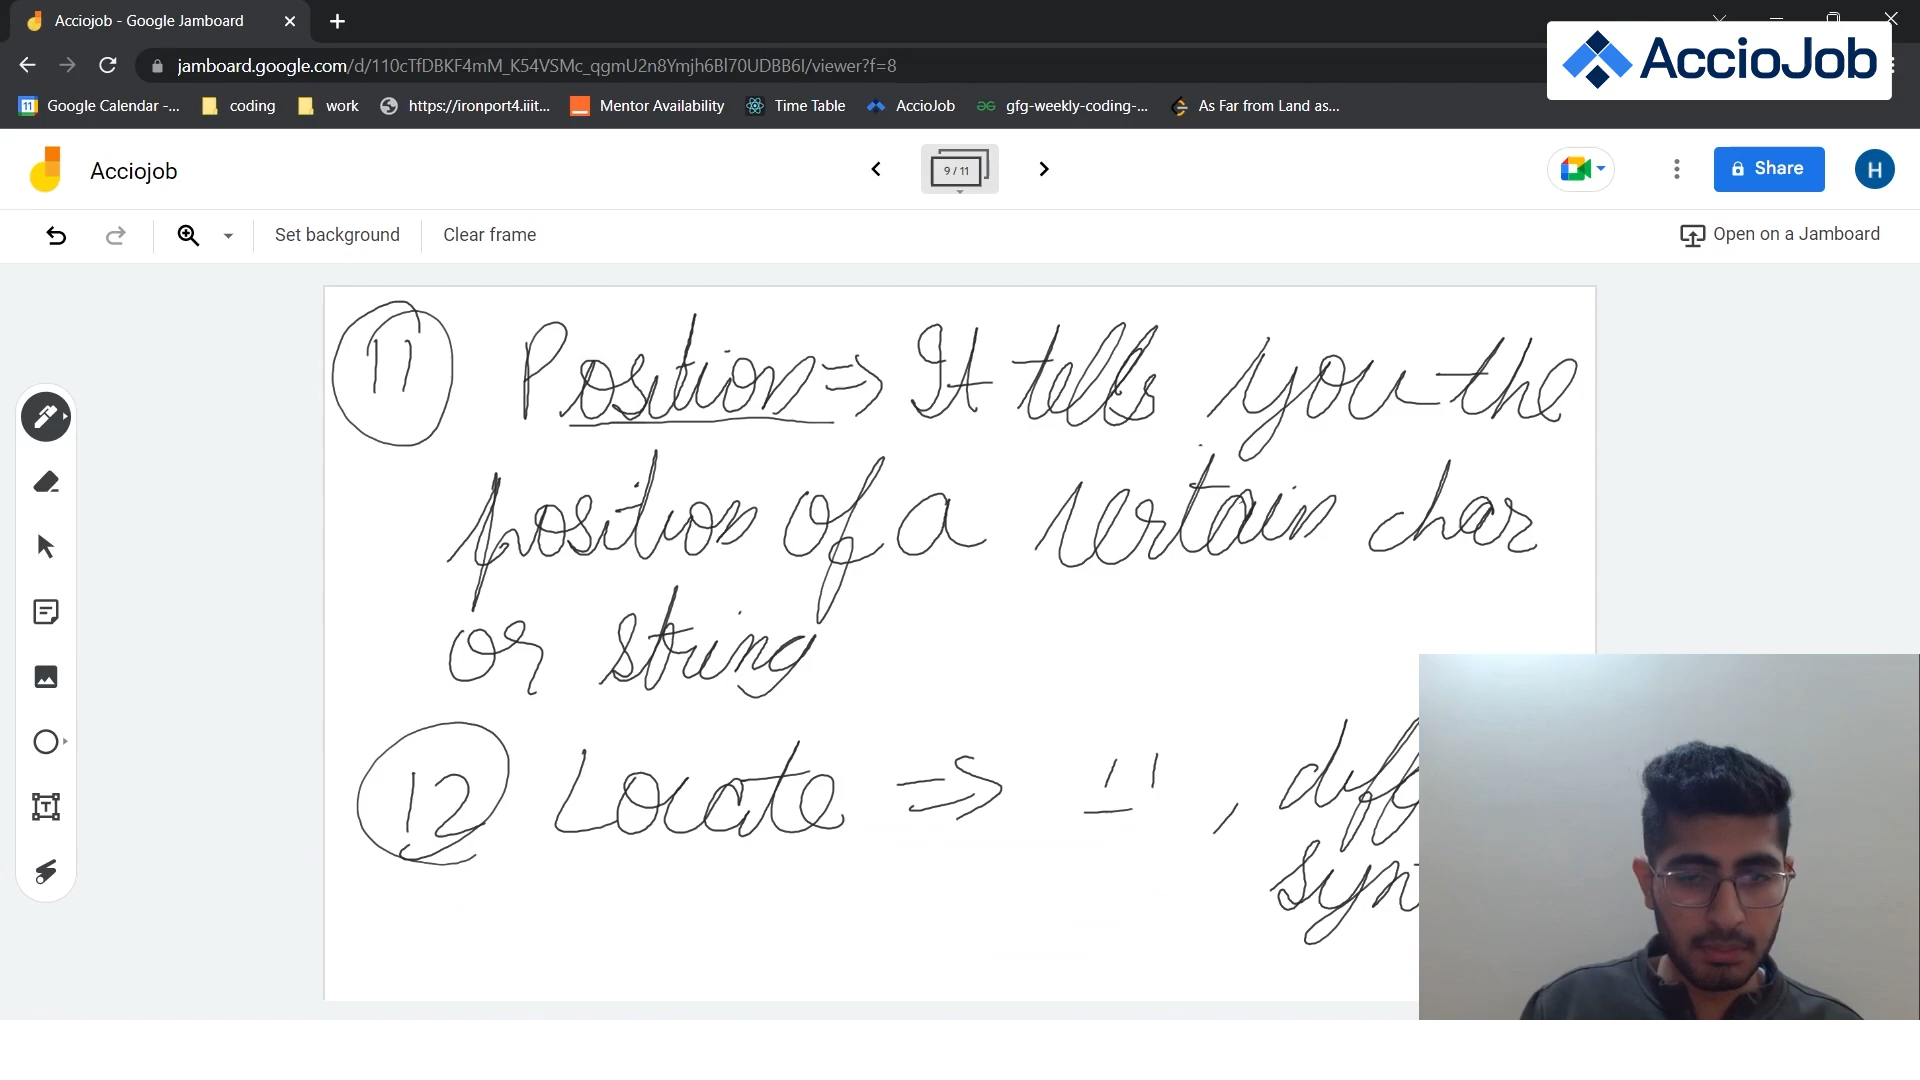 Acciojob - Google Jamboard
jamboard.google.com/d/110cTfDBKF4mM_K54VSMc_qgmU2n8Ymjh6Bl70UDBB6I/viewer?f=8
AccioJob
Google Calendar -... coding work https://ironport4.iiit... Mentor Availability Time Table AccioJob gfg-weekly-coding-... As Far from Land as...
Acciojob
9 / 11
Share
H
Set background Clear frame
Open on a Jamboard
11 Position => It tells you the
position of a certain char
or string
12 Locate => - 11 , diff
syn